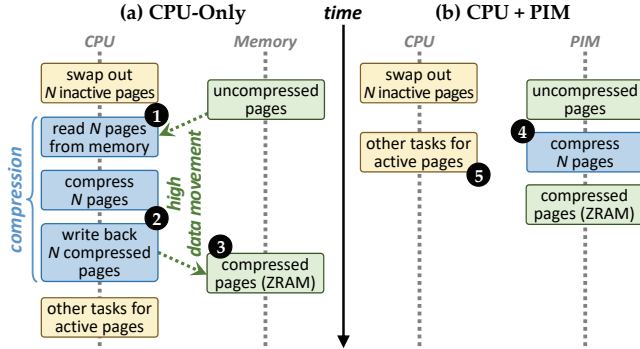 (a) CPU-Only
time
(b) CPU + PIM
CPU
Memory
CPU
PIM
swap out
N inactive pages
uncompressed
pages
1
read N pages
from memory
compression
compress
N pages
high
data movement
2
write back
N compressed
pages
3
compressed
pages (ZRAM)
other tasks for
active pages
swap out
N inactive pages
uncompressed
pages
other tasks for
active pages
5
4
compress
N pages
compressed
pages (ZRAM)